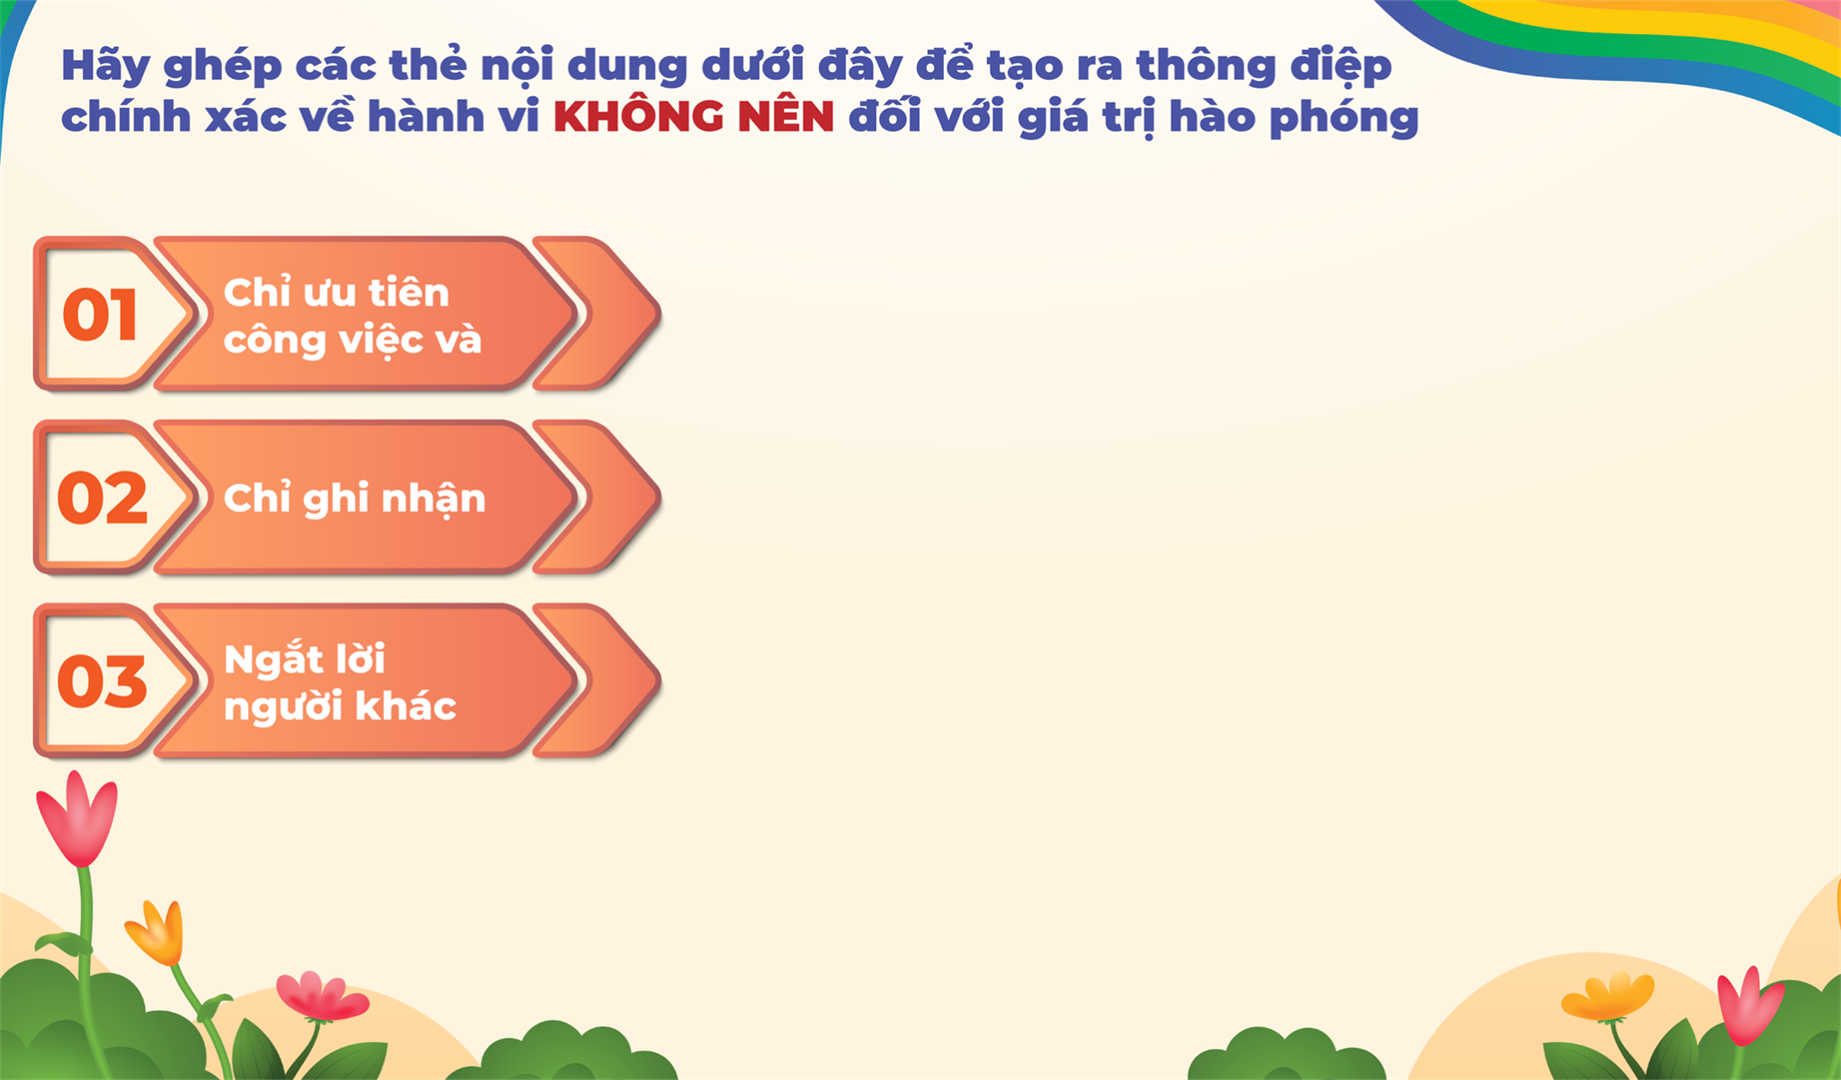 Hãy ghép các thẻ nội dung dưới đây để tạo ra thông điệp
chính xác về hành vi KHÔNG NÊN đối với giá trị hào phóng
01
Chỉ ưu tiên
công việc và
02
Chỉ ghi nhận
03
Ngắt lời
người khác